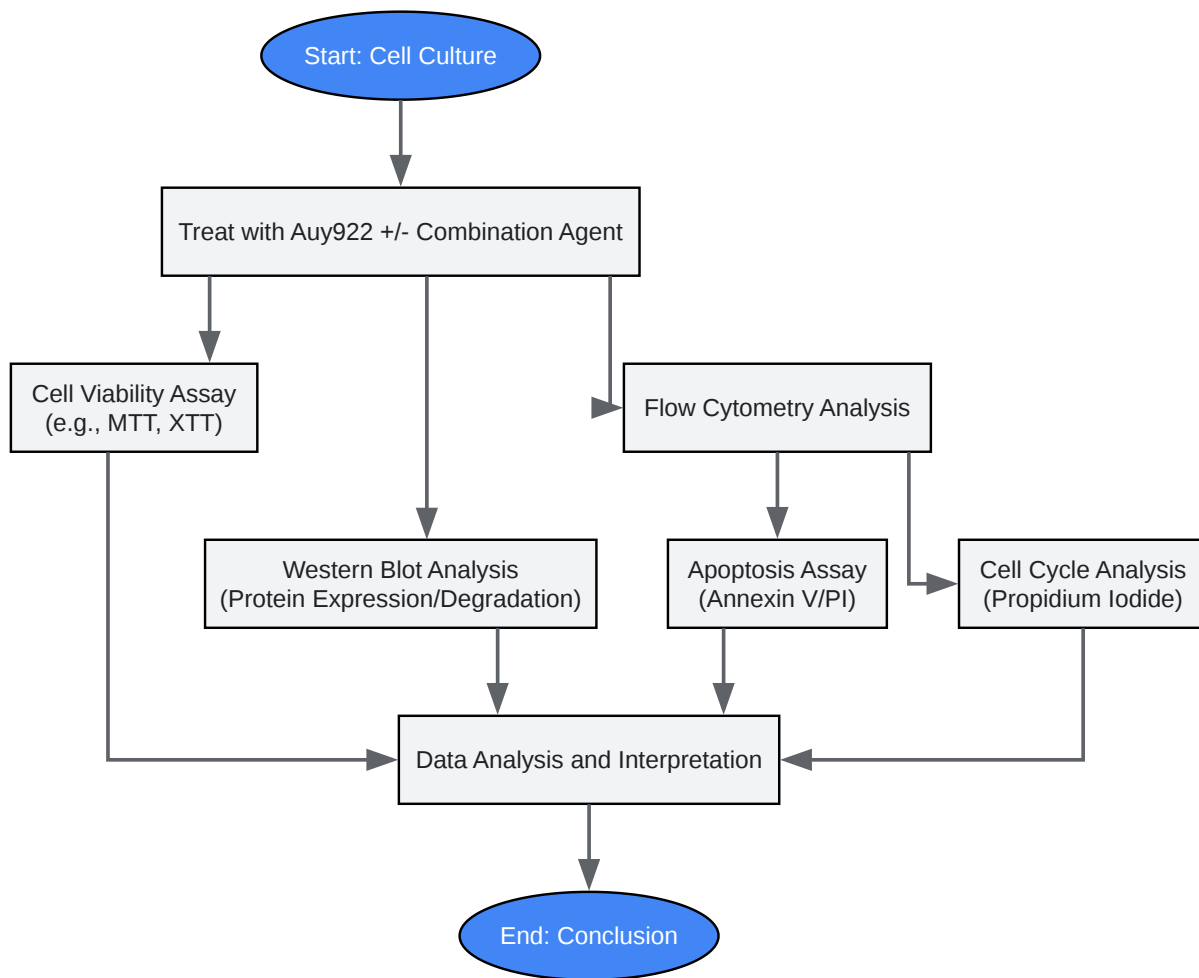 Start: Cell Culture
Treat with Auy922 +/- Combination Agent
Cell Viability Assay
(e.g., MTT, XTT)
Flow Cytometry Analysis
Western Blot Analysis
(Protein Expression/Degradation)
Apoptosis Assay
(Annexin V/PI)
Cell Cycle Analysis
(Propidium Iodide)
Data Analysis and Interpretation
End: Conclusion